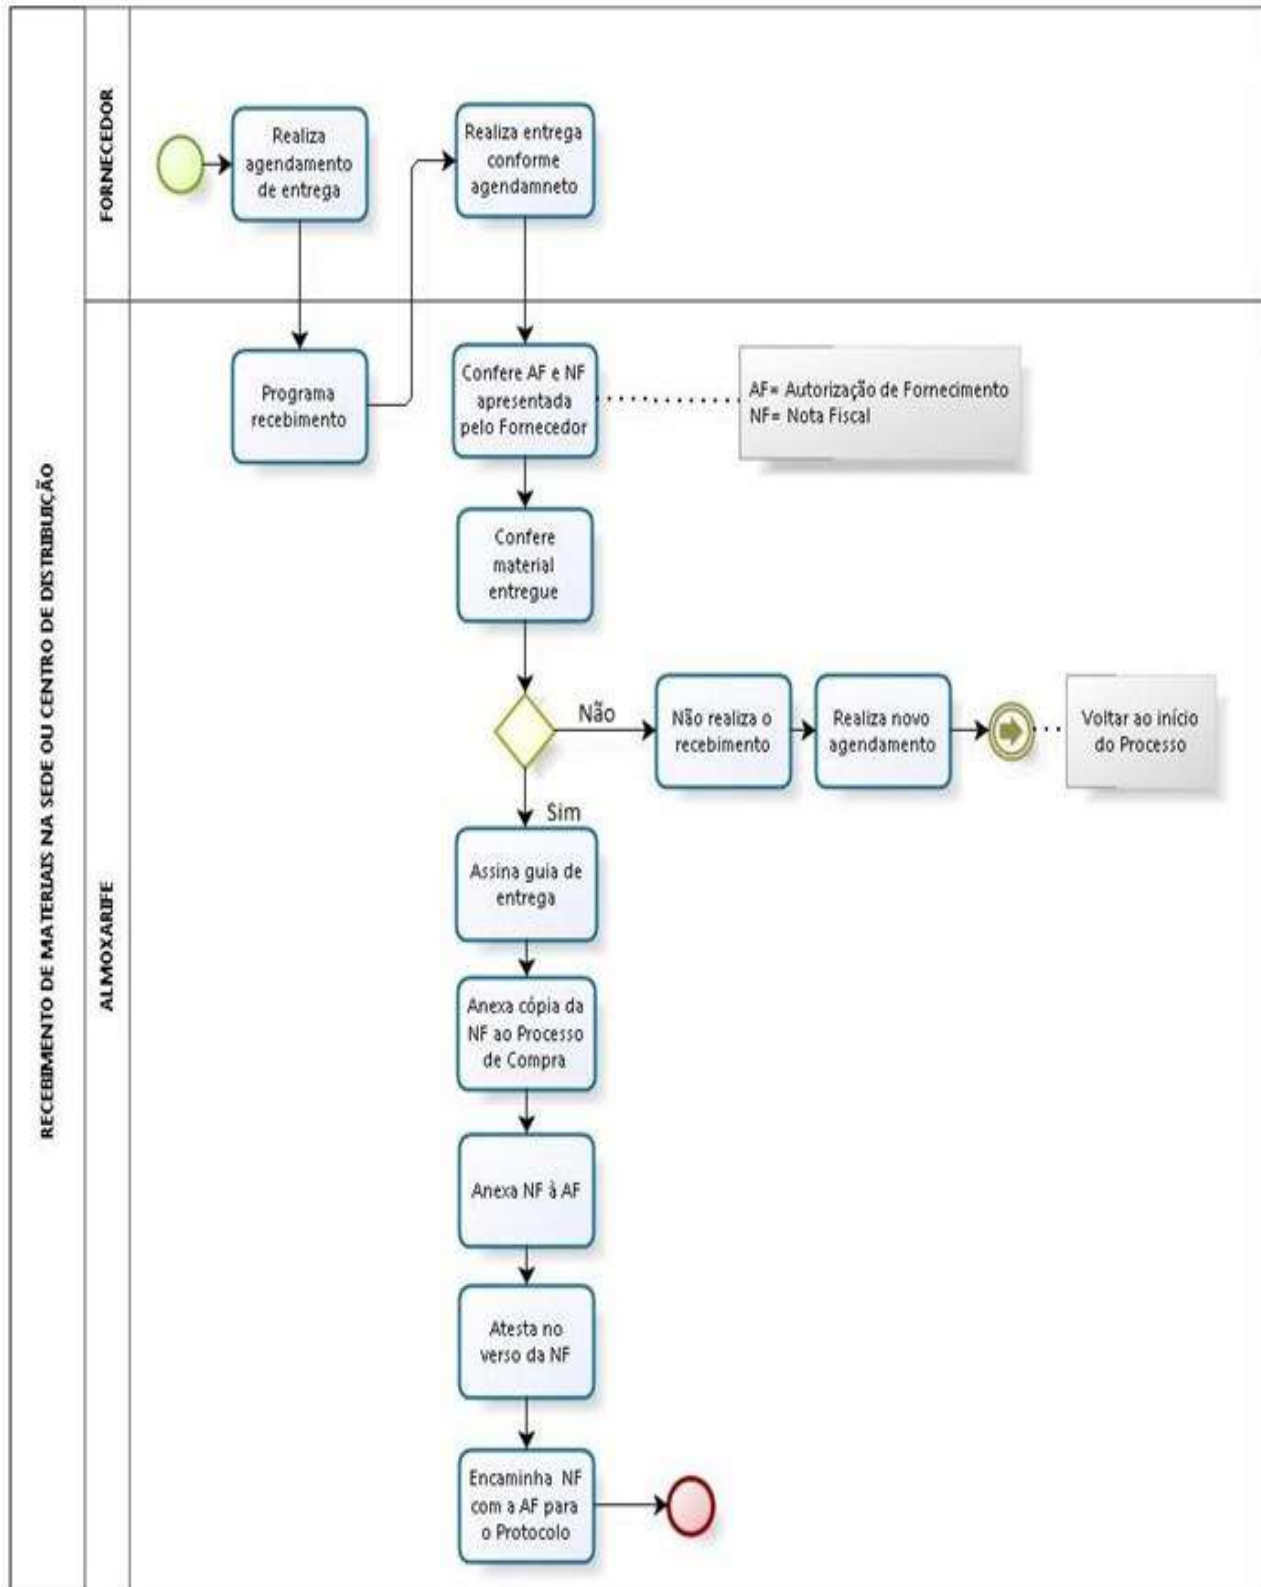 RECEBIMENTO DE MATERIAIS NA SEDE OU CENTRO DE DISTRIBUIÇÃO
FORNECEDOR
Realiza
agendamento
de entrega
Realiza entrega
conforme
agendamneto
ALMOXARIFE
Programa
recebimento
Confere AF e NF
apresentada
pelo Fornecedor
AF= Autorização de Fornecimento
NF= Nota Fiscal
Confere
material
entregue
Não
Não realiza o
recebimento
Realiza novo
agendamento
Voltar ao início
do Processo
Sim
Assina guia de
entrega
Anexa cópia da
NF ao Processo
de Compra
Anexa NF à AF
Atesta no
verso da NF
Encaminha NF
com a AF para
o Protocolo